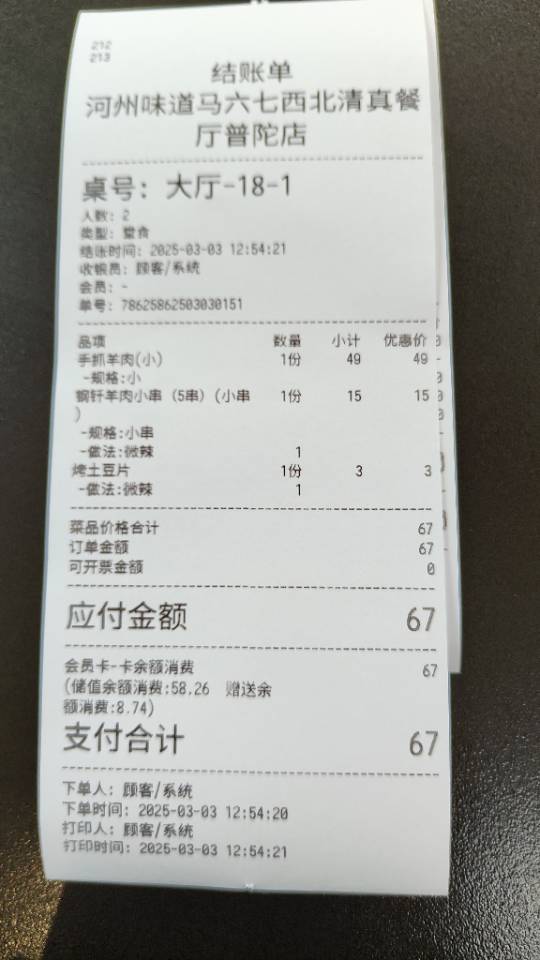 212
213
结账单
河州味道马六七西北清真餐
厅普陀店
桌号: 大厅-18-1
人数: 2
类型: 堂食
结账时间: 2025-03-03 12:54:21
收银员: 顾客/系统
会员: -
单号: 78625862503030151
品项 数量 小计 优惠价
手抓羊肉(小) 1份 49 49
-规格:小
钢钎羊肉小串 (5串) (小串 1份 15 15
)
-规格:小串
-做法:微辣 1
烤土豆片 1份 3 3
-做法:微辣 1
菜品价格合计 67
订单金额 67
可开票金额 0
应付金额 67
会员卡-卡余额消费 67
(储值余额消费:58.26 赠送余
额消费:8.74)
支付合计 67
下单人: 顾客/系统
下单时间: 2025-03-03 12:54:20
打印人: 顾客/系统
打印时间: 2025-03-03 12:54:21